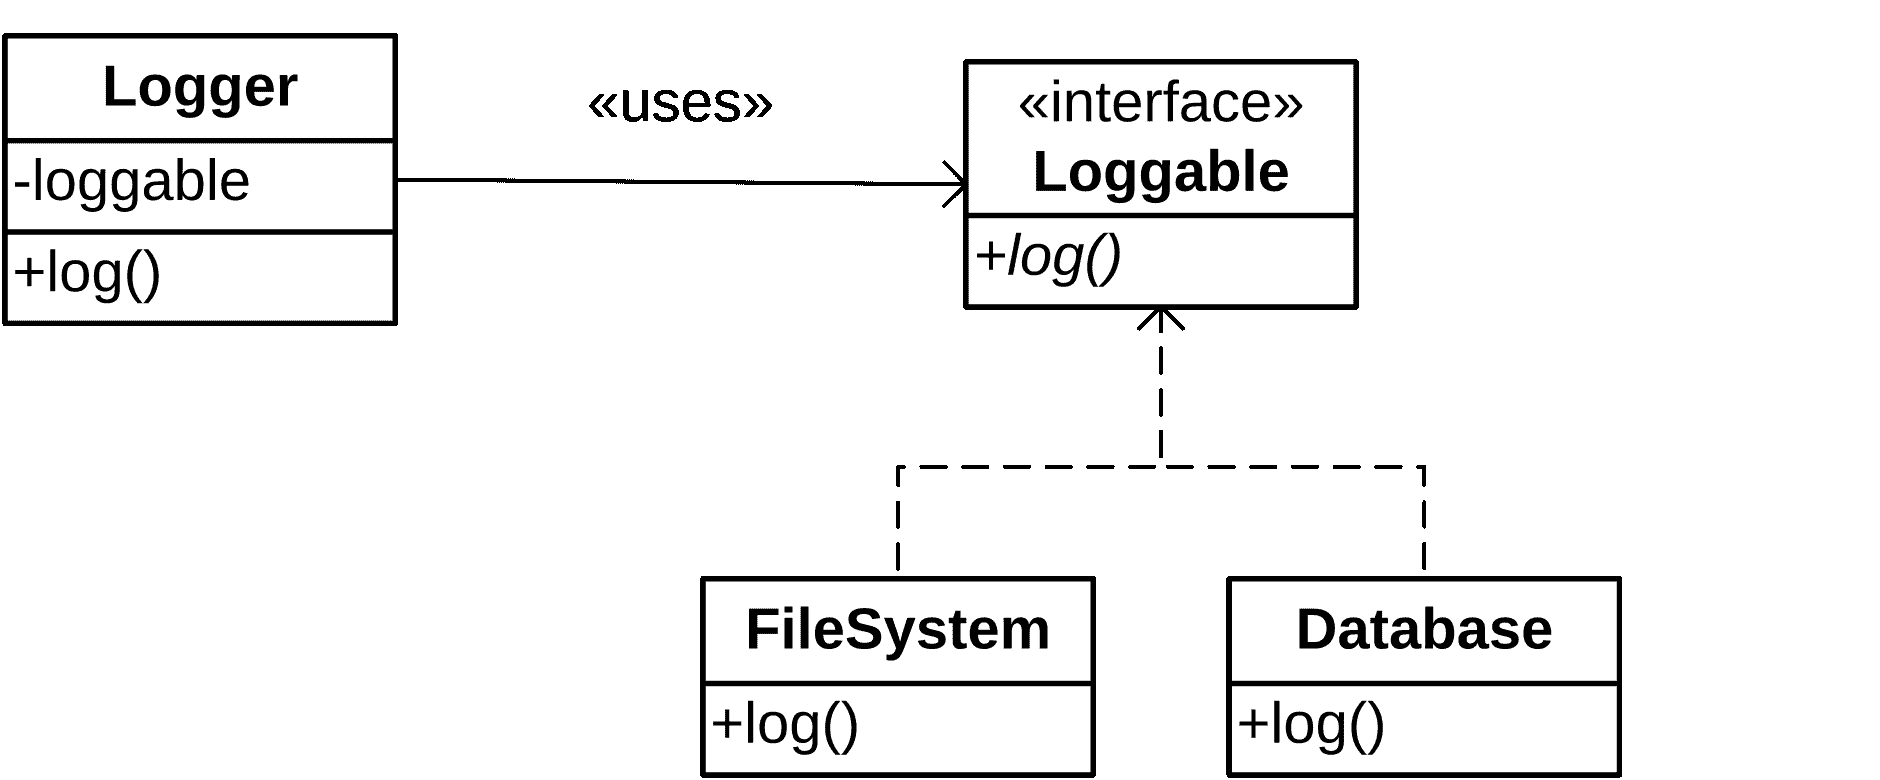 Logger
-loggable
+log()
«uses»
«interface»
Loggable
+log()
FileSystem
+log()
Database
+log()